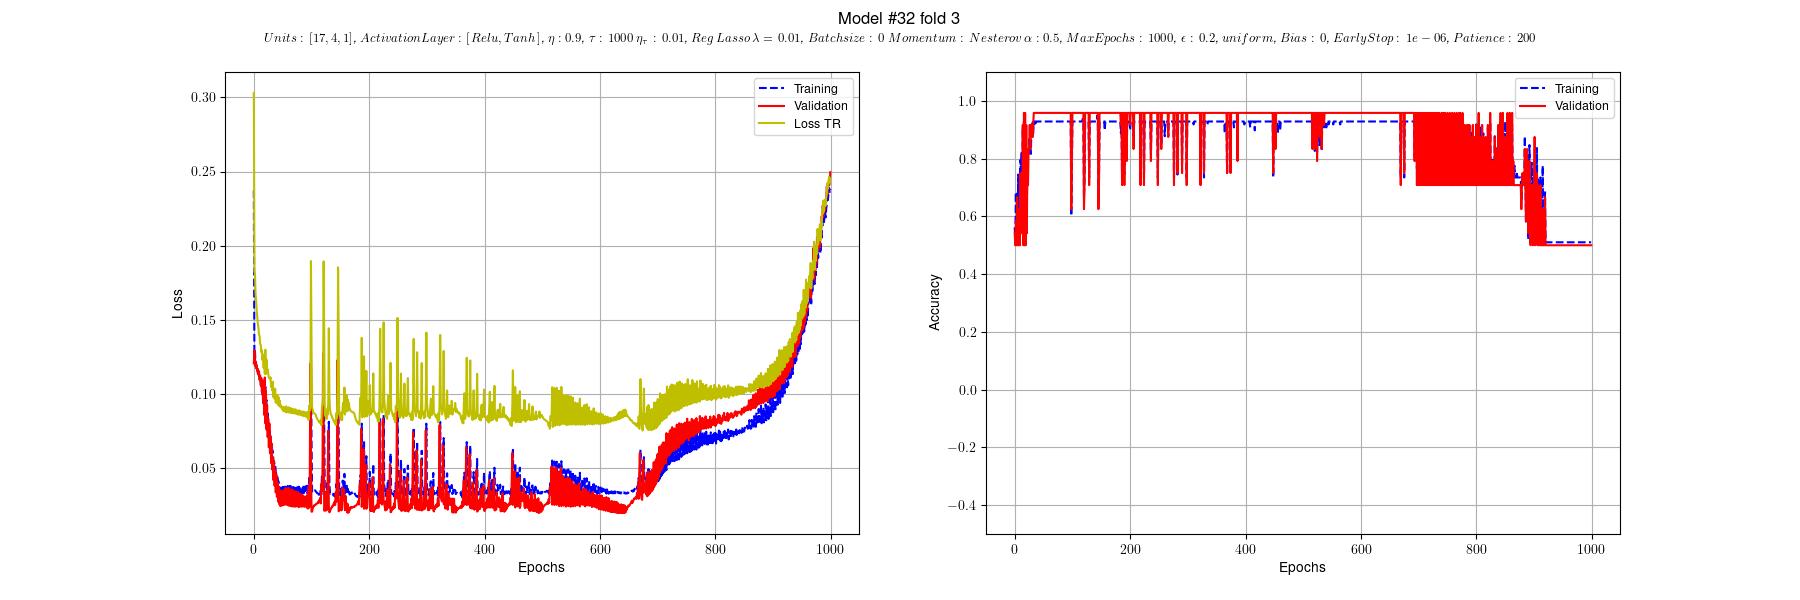 Model #32 fold 3
Units : [17, 4, 1], ActivationLayer : [Relu, Tanh], η : 0.9, τ : 1000 ητ : 0.01, Reg Lasso λ = 0.01, Batchsize : 0 Momentum : Nesterov α : 0.5, MaxEpochs : 1000, ϵ : 0.2, uniform, Bias : 0, EarlyStop : 1e − 06, Patience : 200
Training
Validation
Loss TR
0.30
0.25
0.20
0.15
0.10
0.05
Loss
0 200 400 600 800 1000
Epochs
Training
Validation
1.0
0.8
0.6
0.4
0.2
0.0
−0.2
−0.4
Accuracy
0 200 400 600 800 1000
Epochs